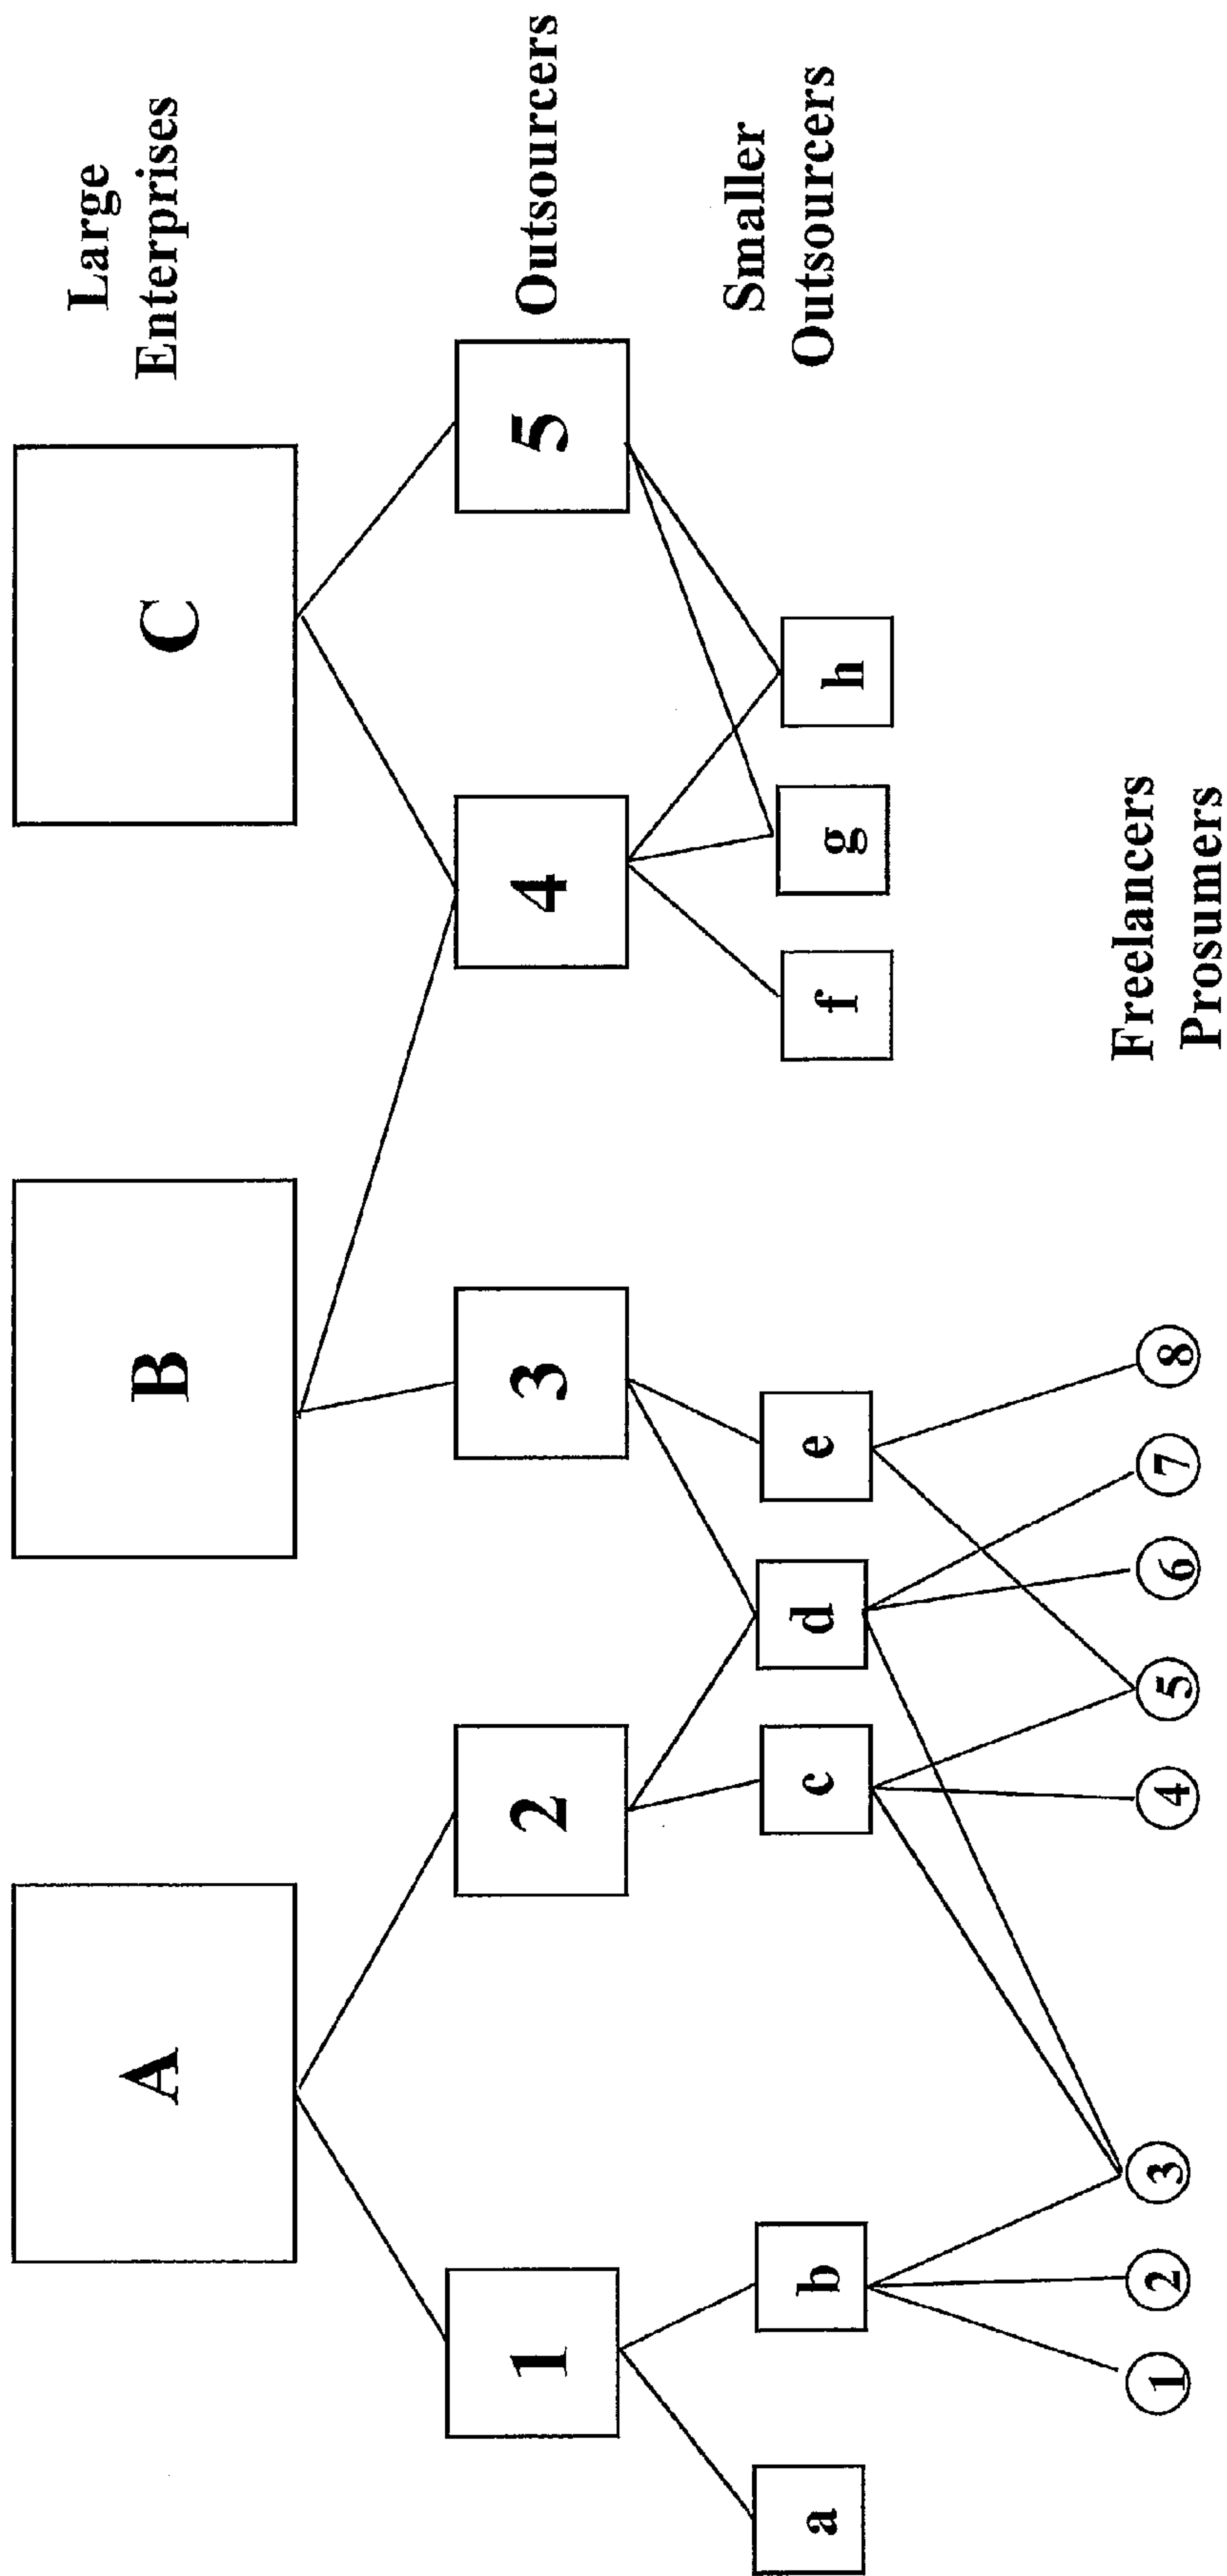 A
B
C
Large
Enterprises
1
2
3
4
5
Outsourcers
a
b
c
d
e
f
g
h
Smaller
Outsourcers
1
2
3
4
5
6
7
8
Freelancers
Prosumers